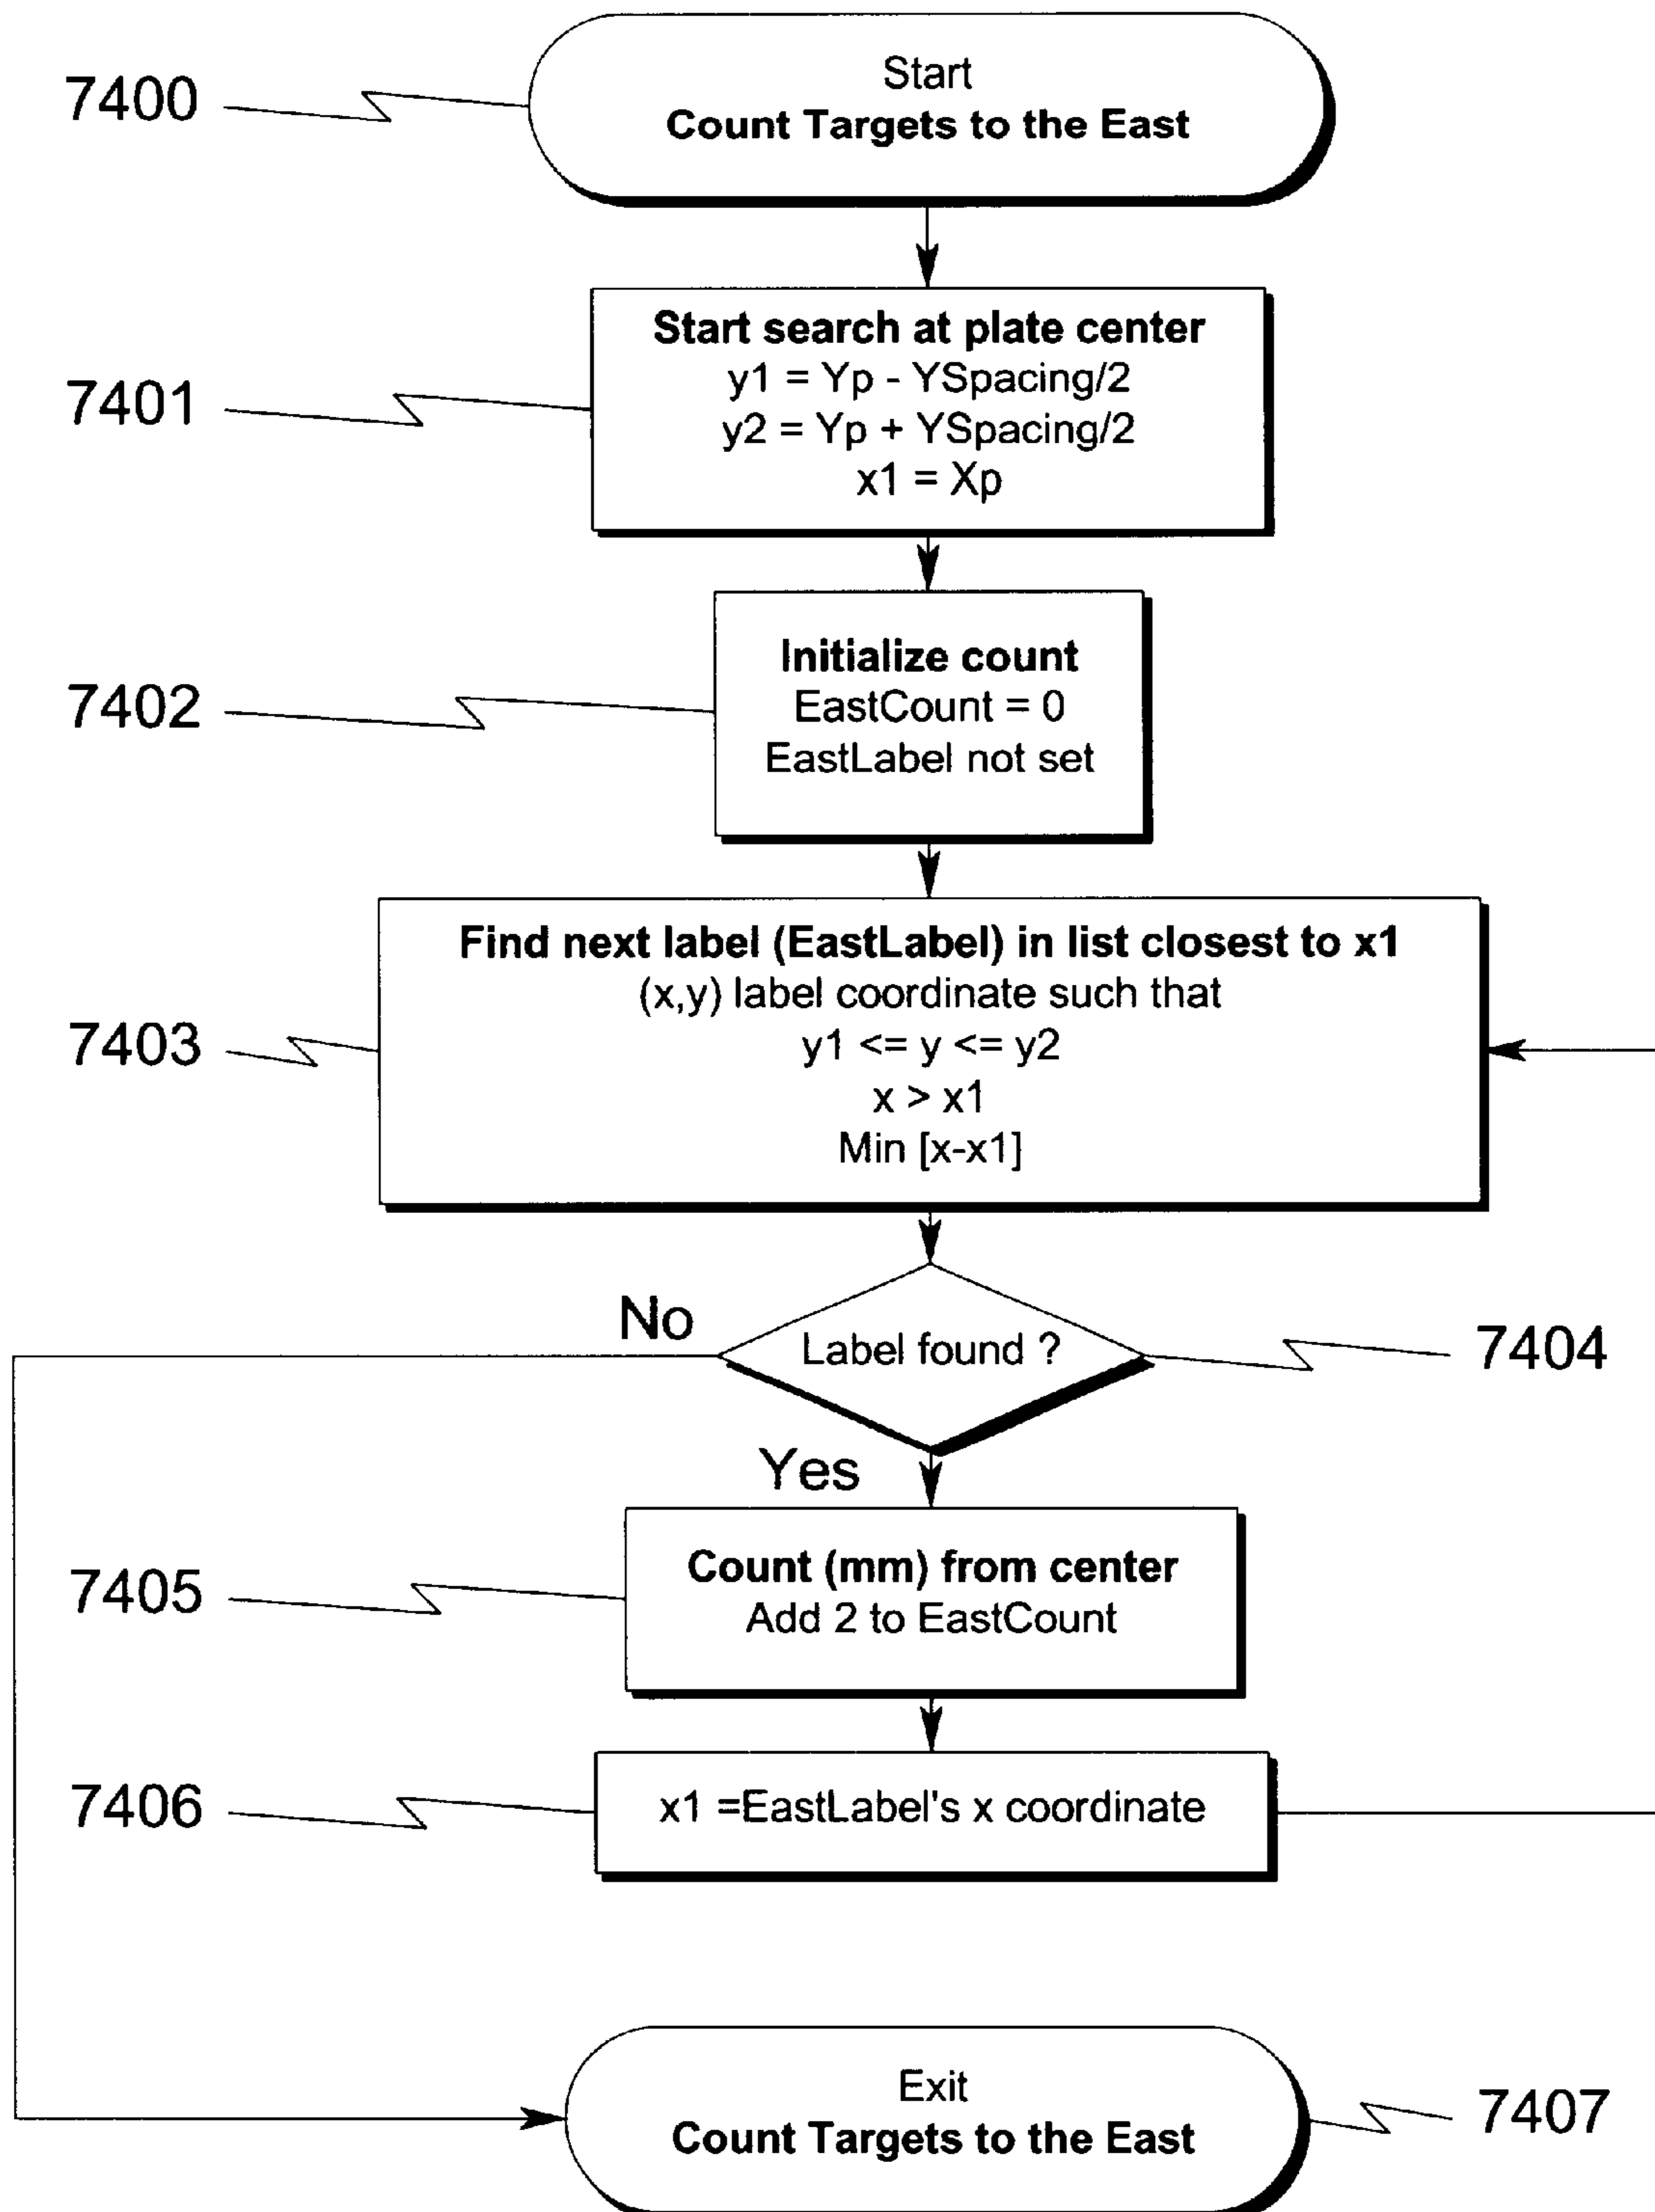 7400
Start
Count Targets to the East
7401
Start search at plate center
y1 = Yp - YSpacing/2
y2 = Yp + YSpacing/2
x1 = Xp
7402
Initialize count
EastCount = 0
EastLabel not set
7403
Find next label (EastLabel) in list closest to x1
(x,y) label coordinate such that
y1 <= y <= y2
x > x1
Min [x-x1]
No
Label found ?
7404
Yes
7405
Count (mm) from center
Add 2 to EastCount
7406
x1 =EastLabel's x coordinate
Exit
Count Targets to the East
7407